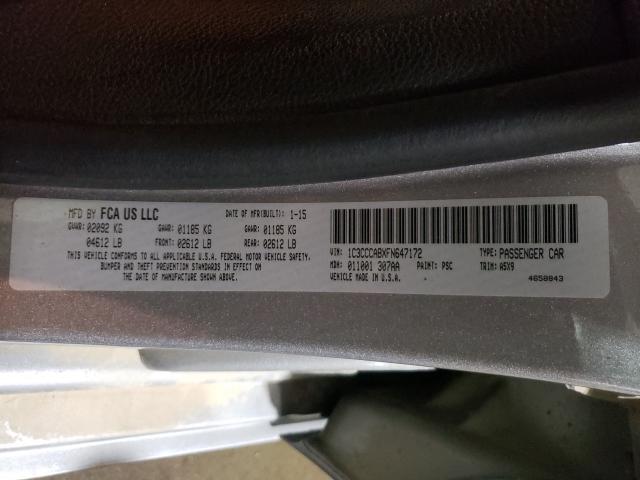 MFD BY FCA US LLC DATE OF MFR(BUILT): 1-15
GVWR: 02092 KG GAWR: 01185 KG GAWR: 01185 KG
04612 LB FRONT: 02612 LB REAR: 02612 LB
THIS VEHICLE CONFORMS TO ALL APPLICABLE U.S.A. FEDERAL MOTOR VEHICLE SAFETY,
BUMPER AND THEFT PREVENTION STANDARDS IN EFFECT ON
THE DATE OF MANUFACTURE SHOWN ABOVE.
VIN: 1C3CCCABXFN647172 TYPE: PASSENGER CAR
MDH: 011001 307AA PAINT: PSC TRIM: A5X9
VEHICLE MADE IN U.S.A. 4658843